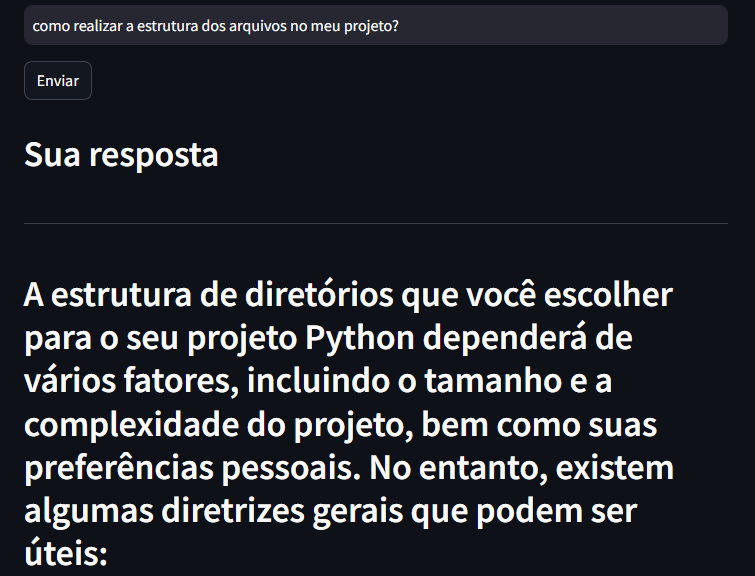 como realizar a estrutura dos arquivos no meu projeto?
Enviar
Sua resposta
A estrutura de diretórios que você escolher
para o seu projeto Python dependerá de
vários fatores, incluindo o tamanho e a
complexidade do projeto, bem como suas
preferências pessoais. No entanto, existem
algumas diretrizes gerais que podem ser
úteis: